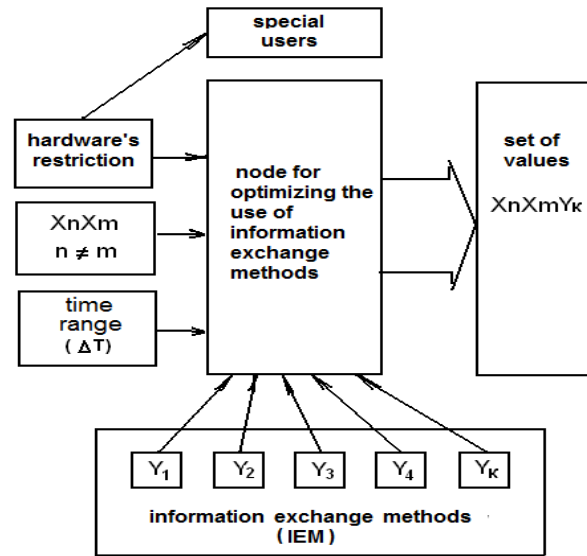 special
users
hardware's
restriction
XnXm
n ≠ m
time
range
( ΔT)
node for
optimizing the
use of
information
exchange
methods
set of
values
XnXmYк
Y1
Y2
Y3
Y4
Yк
information exchange methods
( IEM)